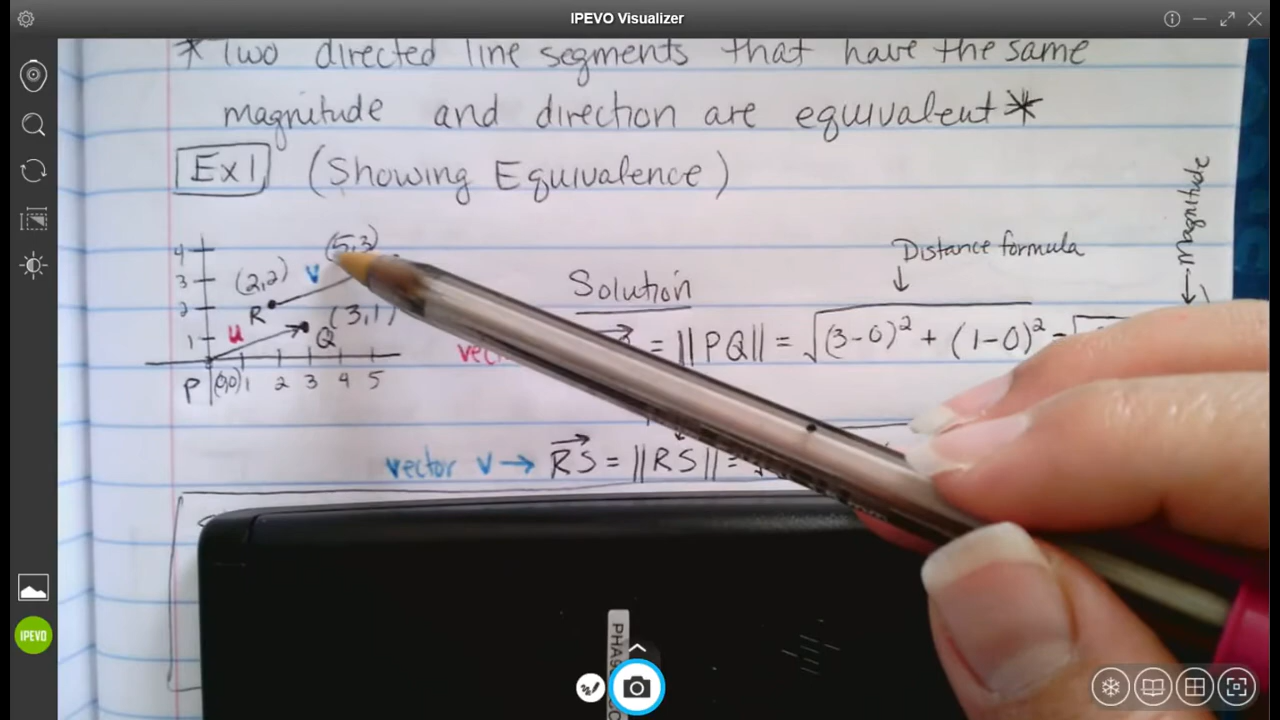 IPEVO Visualizer
* Two directed line segments that have the same
magnitude and direction are equivalent *
Ex1 (Showing Equivalence)
Magnitude
4
3
2
1
(5,3)
(2,2)
v
R
(3,1)
u
Q
P (0,0) 1 2 3 4 5
Solution
Distance formula
= ||PQ|| = √(3-0)² + (1-0)² =
vector v → RS = ||RS|| =
IPEVO